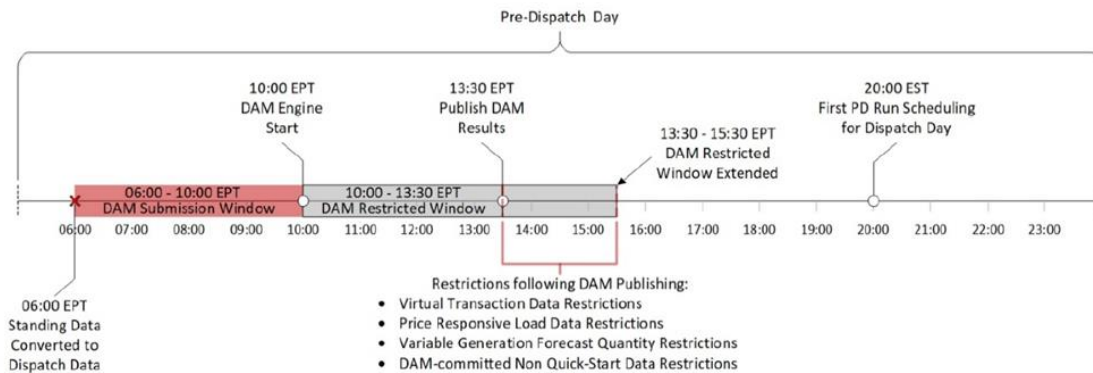 Pre-Dispatch Day
10:00 EPT
DAM Engine
Start
13:30 EPT
Publish DAM
Results
13:30 - 15:30 EPT
DAM Restricted
Window Extended
20:00 EST
First PD Run Scheduling
for Dispatch Day
06:00 - 10:00 EPT
DAM Submission Window
10:00 - 13:30 EPT
DAM Restricted Window
06:00 07:00 08:00 09:00 10:00 11:00 12:00 13:00 14:00 15:00 16:00 17:00 18:00 19:00 20:00 21:00 22:00 23:00
06:00 EPT
Standing Data
Converted to
Dispatch Data
Restrictions following DAM Publishing:
• Virtual Transaction Data Restrictions
• Price Responsive Load Data Restrictions
• Variable Generation Forecast Quantity Restrictions
• DAM-committed Non Quick-Start Data Restrictions